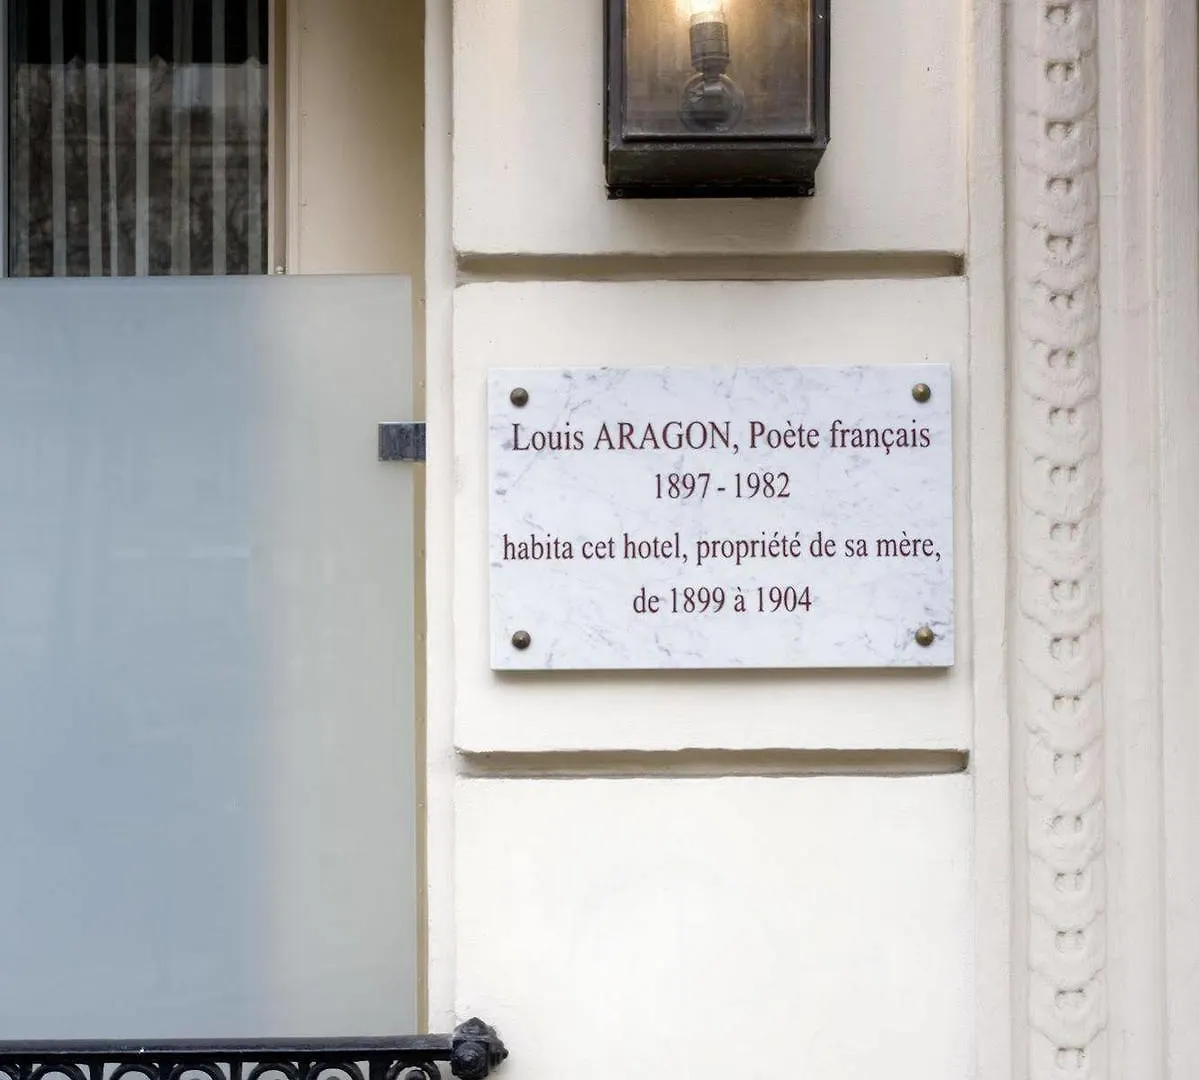 Louis ARAGON, Poète français
1897 - 1982
habita cet hotel, propriété de sa mère,
de 1899 à 1904